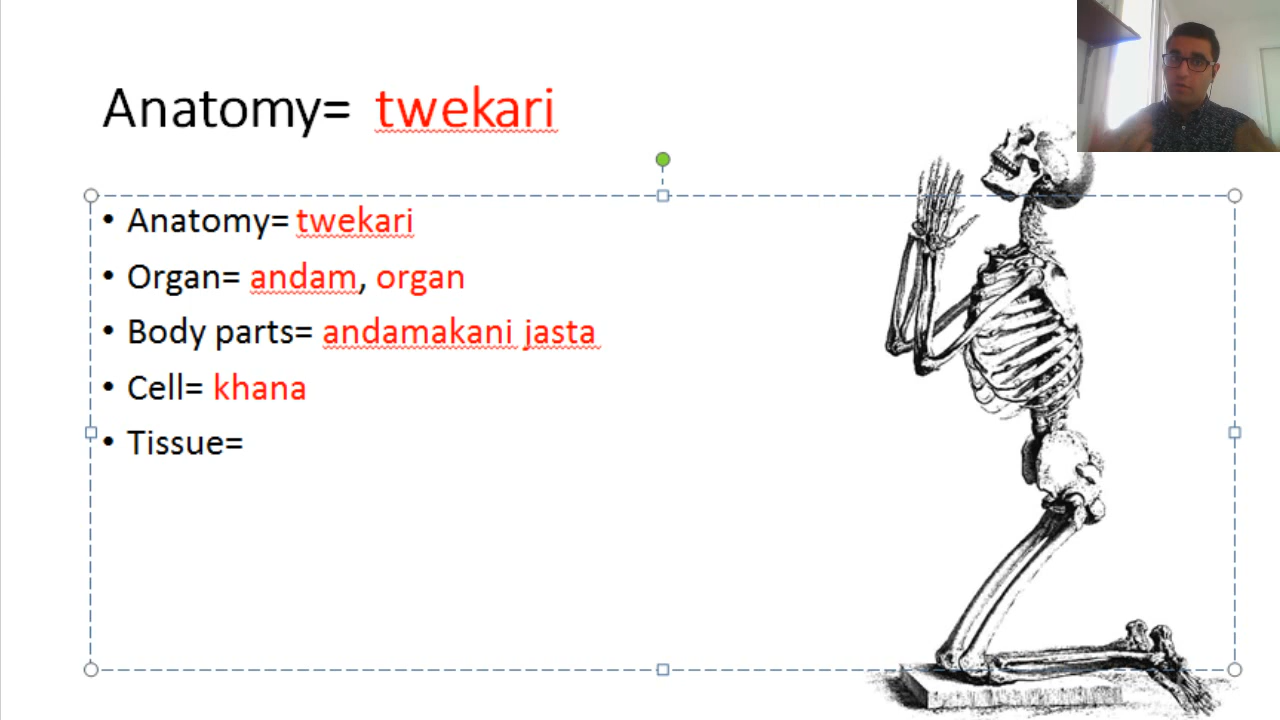 Anatomy= twekari
• Anatomy= twekari
• Organ= andam, organ
• Body parts= andamakani jasta
• Cell= khana
• Tissue=